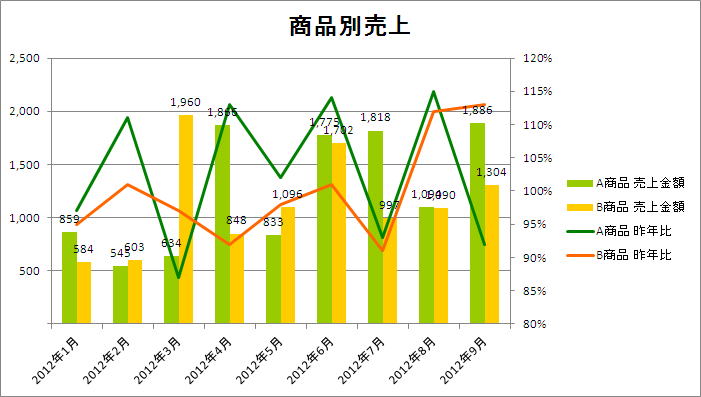 商品別売上
2,500
2,000
1,500
1,000
500
120%
115%
110%
105%
100%
95%
90%
85%
80%
859
584
545
603
634
1,960
1,866
848
833
1,096
1,775
1,702
1,818
997
1,094
1,090
1,886
1,304
2012年1月
2012年2月
2012年3月
2012年4月
2012年5月
2012年6月
2012年7月
2012年8月
2012年9月
A商品 売上金額
B商品 売上金額
A商品 昨年比
B商品 昨年比